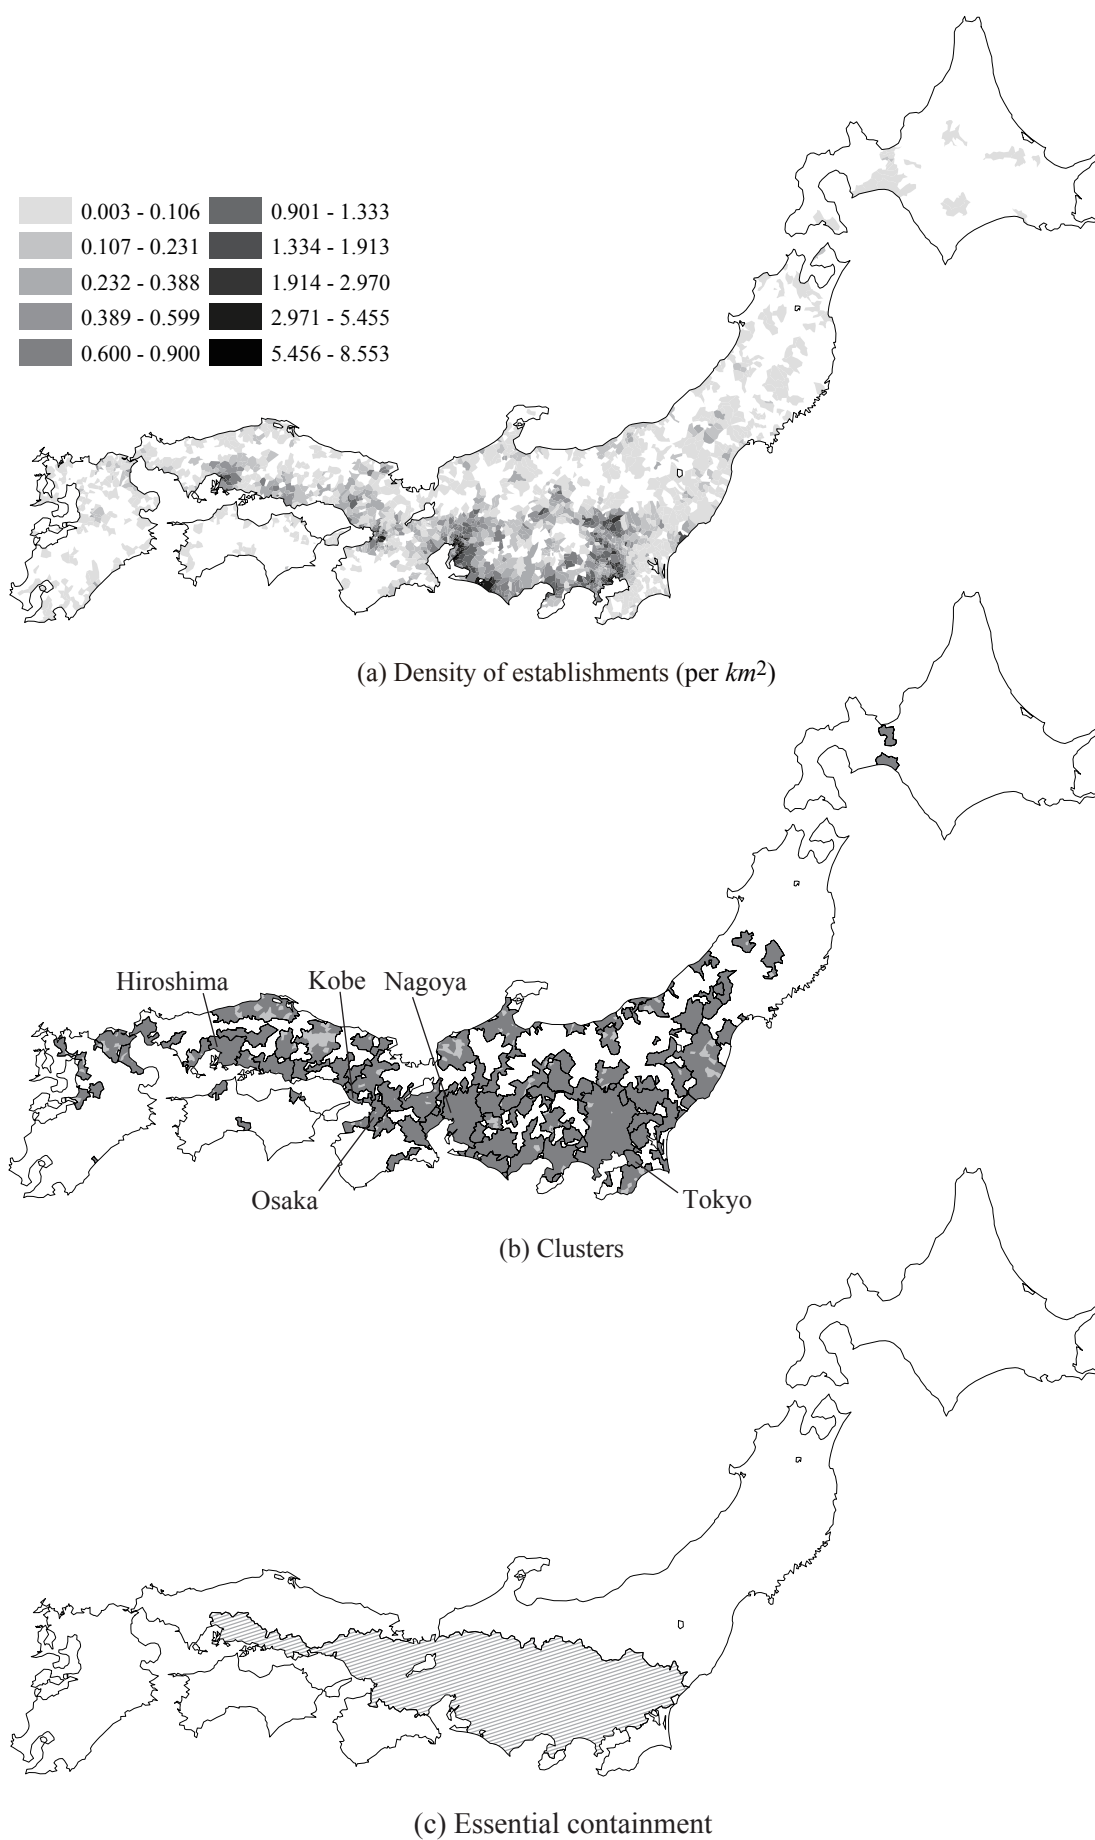 0.003 - 0.106 0.901 - 1.333
0.107 - 0.231 1.334 - 1.913
0.232 - 0.388 1.914 - 2.970
0.389 - 0.599 2.971 - 5.455
0.600 - 0.900 5.456 - 8.553
(a) Density of establishments (per km²)
Hiroshima Kobe Nagoya
Osaka Tokyo
(b) Clusters
(c) Essential containment